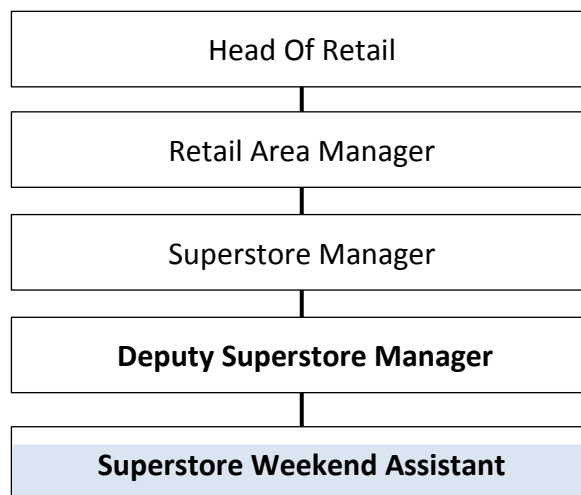 Head Of Retail
Retail Area Manager
Superstore Manager
Deputy Superstore Manager
Superstore Weekend Assistant